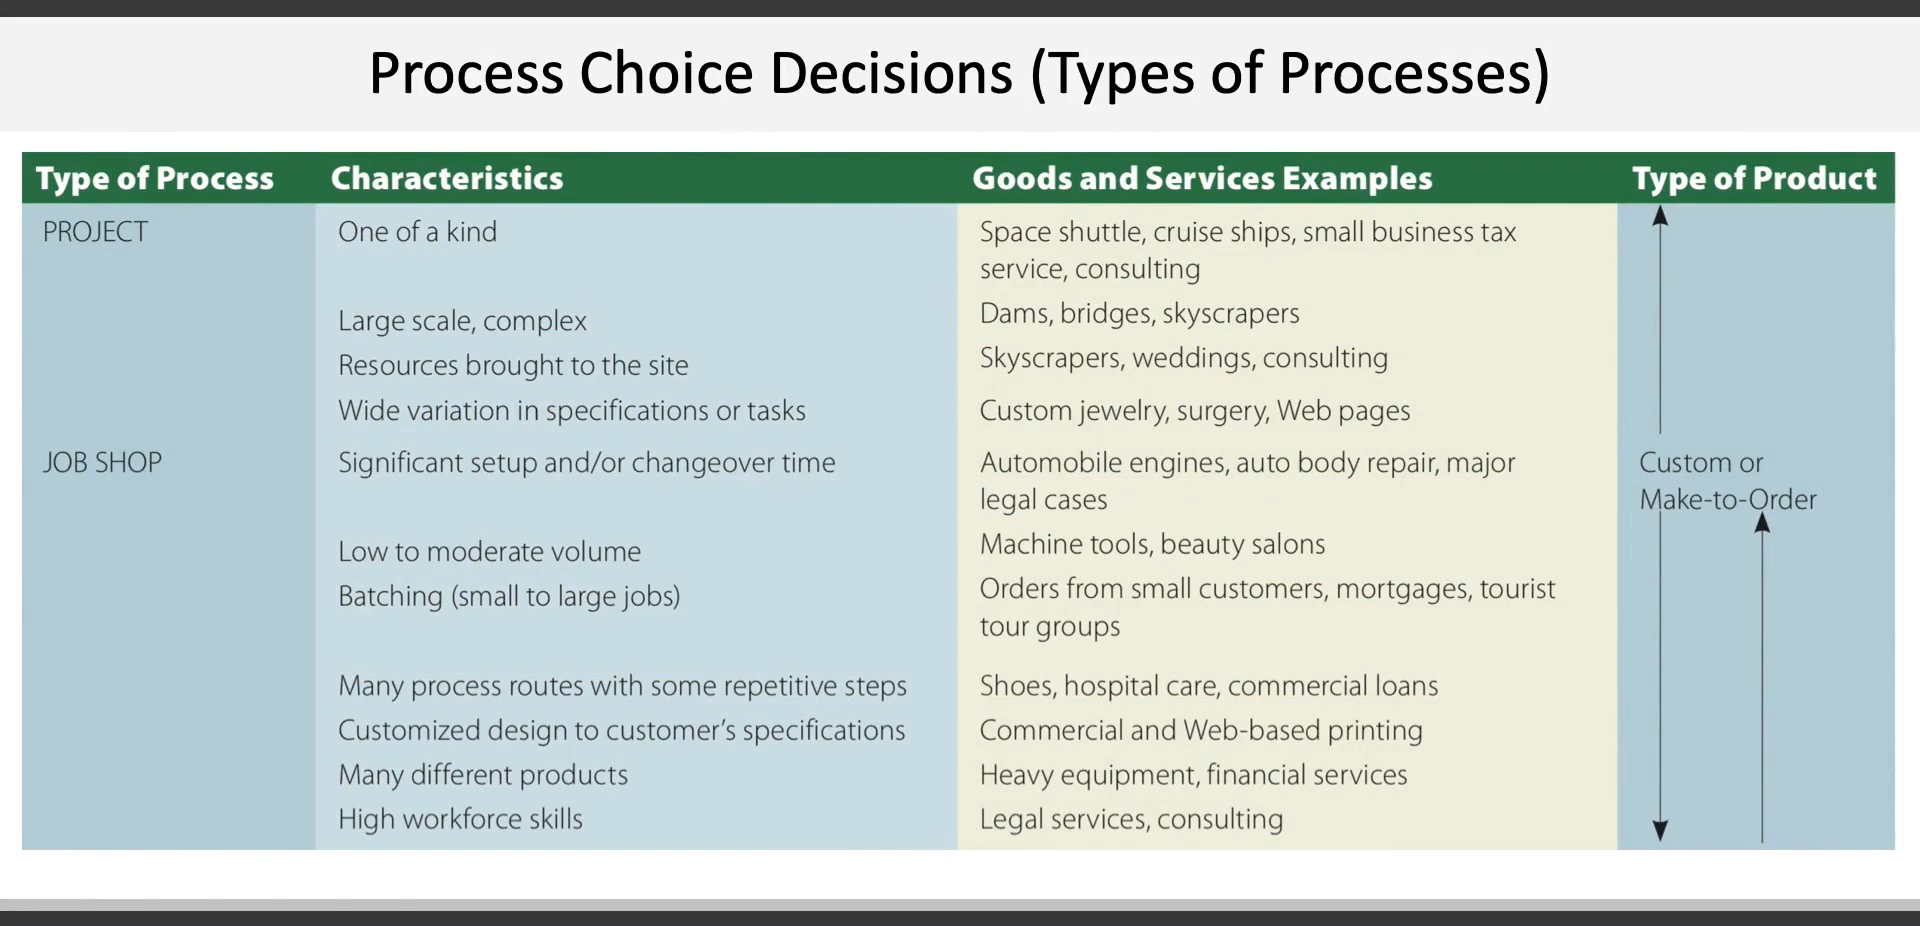 Process Choice Decisions (Types of Processes)
Type of Process Characteristics Goods and Services Examples Type of Product
PROJECT One of a kind Space shuttle, cruise ships, small business tax
service, consulting
Large scale, complex Dams, bridges, skyscrapers
Resources brought to the site Skyscrapers, weddings, consulting
Wide variation in specifications or tasks Custom jewelry, surgery, Web pages
JOB SHOP Significant setup and/or changeover time Automobile engines, auto body repair, major Custom or
legal cases Make-to-Order
Low to moderate volume Machine tools, beauty salons
Batching (small to large jobs) Orders from small customers, mortgages, tourist
tour groups
Many process routes with some repetitive steps Shoes, hospital care, commercial loans
Customized design to customer’s specifications Commercial and Web-based printing
Many different products Heavy equipment, financial services
High workforce skills Legal services, consulting